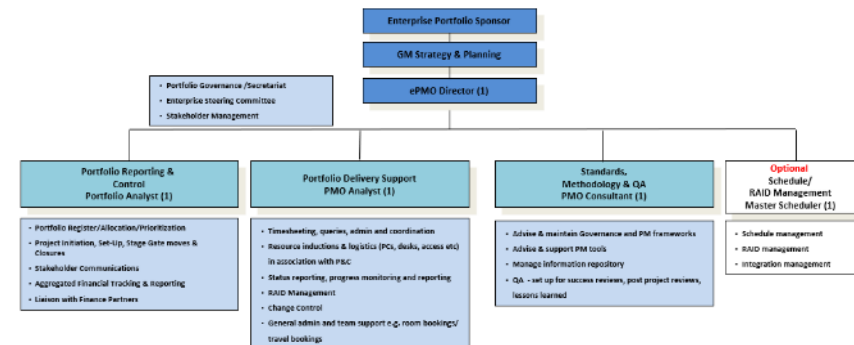 Enterprise Portfolio Sponsor
GM Strategy & Planning
ePMO Director (1)
• Portfolio Governance /Secretariat
• Enterprise Steering Committee
• Stakeholder Management
Portfolio Reporting &
Control
Portfolio Analyst (1)
• Portfolio Register/Allocation/Prioritization
• Project Initiation, Set-Up, Stage Gate moves &
Closures
• Stakeholder Communications
• Aggregated Financial Tracking & Reporting
• Liaison with Finance Partners
Portfolio Delivery Support
PMO Analyst (1)
• Timesheeting, queries, admin and coordination
• Resource inductions & logistics (PCs, desks, access etc)
in association with P&C
• Status reporting, progress monitoring and reporting
• RAID Management
• Change Control
• General admin and team support e.g. room bookings/
travel bookings
Standards,
Methodology & QA
PMO Consultant (1)
• Advise & maintain Governance and PM frameworks
• Advise & support PM tools
• Manage information repository
• QA - set up for success reviews, post project reviews,
lessons learned
Optional
Schedule/
RAID Management
Master Scheduler (1)
• Schedule management
• RAID management
• Integration management